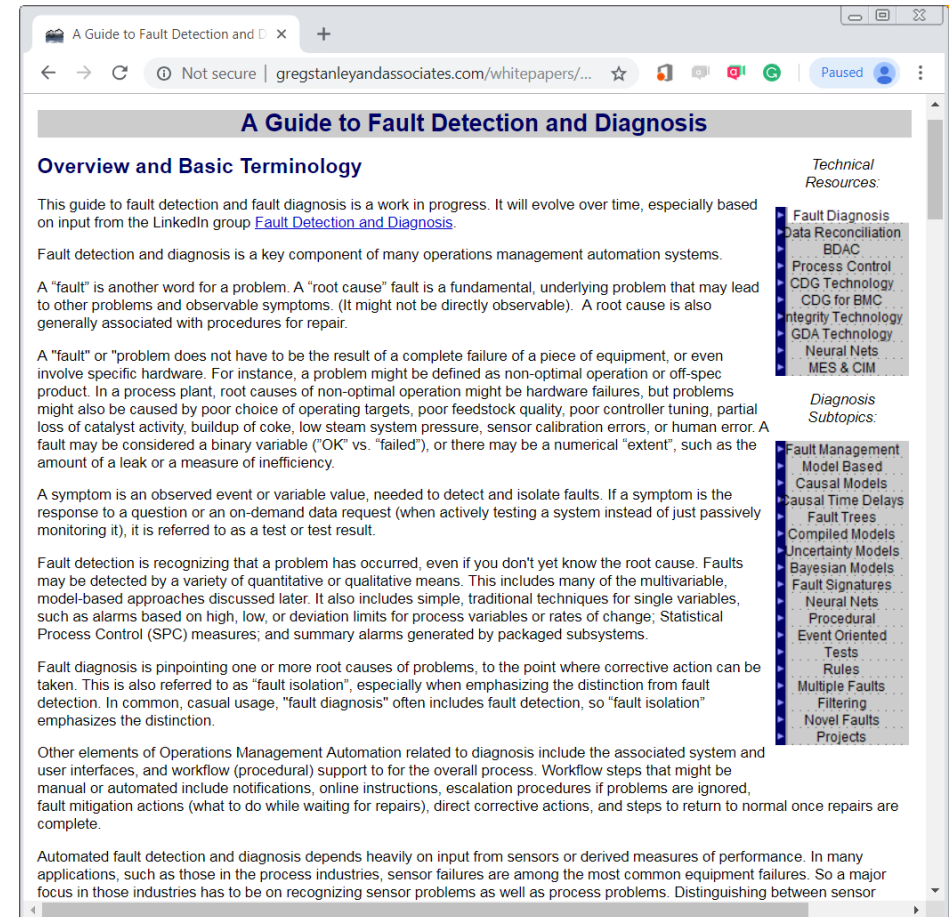 A Guide to Fault Detection and D
Not secure | gregstanleyandassociates.com/whitepapers/...
Paused
A Guide to Fault Detection and Diagnosis
Overview and Basic Terminology
This guide to fault detection and fault diagnosis is a work in progress. It will evolve over time, especially based
on input from the LinkedIn group Fault Detection and Diagnosis.
Fault detection and diagnosis is a key component of many operations management automation systems.
A “fault” is another word for a problem. A “root cause” fault is a fundamental, underlying problem that may lead
to other problems and observable symptoms. (It might not be directly observable). A root cause is also
generally associated with procedures for repair.
A "fault" or "problem does not have to be the result of a complete failure of a piece of equipment, or even
involve specific hardware. For instance, a problem might be defined as non-optimal operation or off-spec
product. In a process plant, root causes of non-optimal operation might be hardware failures, but problems
might also be caused by poor choice of operating targets, poor feedstock quality, poor controller tuning, partial
loss of catalyst activity, buildup of coke, low steam system pressure, sensor calibration errors, or human error. A
fault may be considered a binary variable ("OK" vs. “failed”), or there may be a numerical “extent”, such as the
amount of a leak or a measure of inefficiency.
A symptom is an observed event or variable value, needed to detect and isolate faults. If a symptom is the
response to a question or an on-demand data request (when actively testing a system instead of just passively
monitoring it), it is referred to as a test or test result.
Fault detection is recognizing that a problem has occurred, even if you don't yet know the root cause. Faults
may be detected by a variety of quantitative or qualitative means. This includes many of the multivariable,
model-based approaches discussed later. It also includes simple, traditional techniques for single variables,
such as alarms based on high, low, or deviation limits for process variables or rates of change; Statistical
Process Control (SPC) measures; and summary alarms generated by packaged subsystems.
Fault diagnosis is pinpointing one or more root causes of problems, to the point where corrective action can be
taken. This is also referred to as “fault isolation”, especially when emphasizing the distinction from fault
detection. In common, casual usage, "fault diagnosis" often includes fault detection, so “fault isolation”
emphasizes the distinction.
Other elements of Operations Management Automation related to diagnosis include the associated system and
user interfaces, and workflow (procedural) support to for the overall process. Workflow steps that might be
manual or automated include notifications, online instructions, escalation procedures if problems are ignored,
fault mitigation actions (what to do while waiting for repairs), direct corrective actions, and steps to return to normal once repairs are
complete.
Automated fault detection and diagnosis depends heavily on input from sensors or derived measures of performance. In many
applications, such as those in the process industries, sensor failures are among the most common equipment failures. So a major
focus in those industries has to be on recognizing sensor problems as well as process problems. Distinguishing between sensor
Technical
Resources:
Fault Diagnosis
Data Reconciliation
BDAC
Process Control
CDG Technology
CDG for BMC
ntegrity Technology
GDA Technology
Neural Nets
MES & CIM
Diagnosis
Subtopics:
Fault Management
Model Based
Causal Models
Causal Time Delays
Fault Trees
Compiled Models
Uncertainty Models
Bayesian Models
Fault Signatures
Neural Nets
Procedural
Event Oriented
Tests
Rules
Multiple Faults
Filtering
Novel Faults
Projects